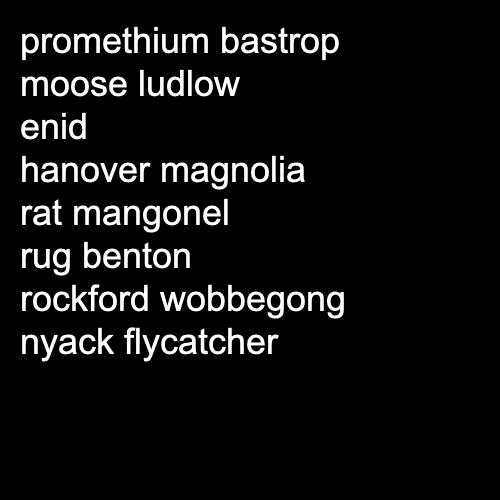 promethium bastrop
moose ludlow
enid
hanover magnolia
rat mangonel
rug benton
rockford wobbegong
nyack flycatcher